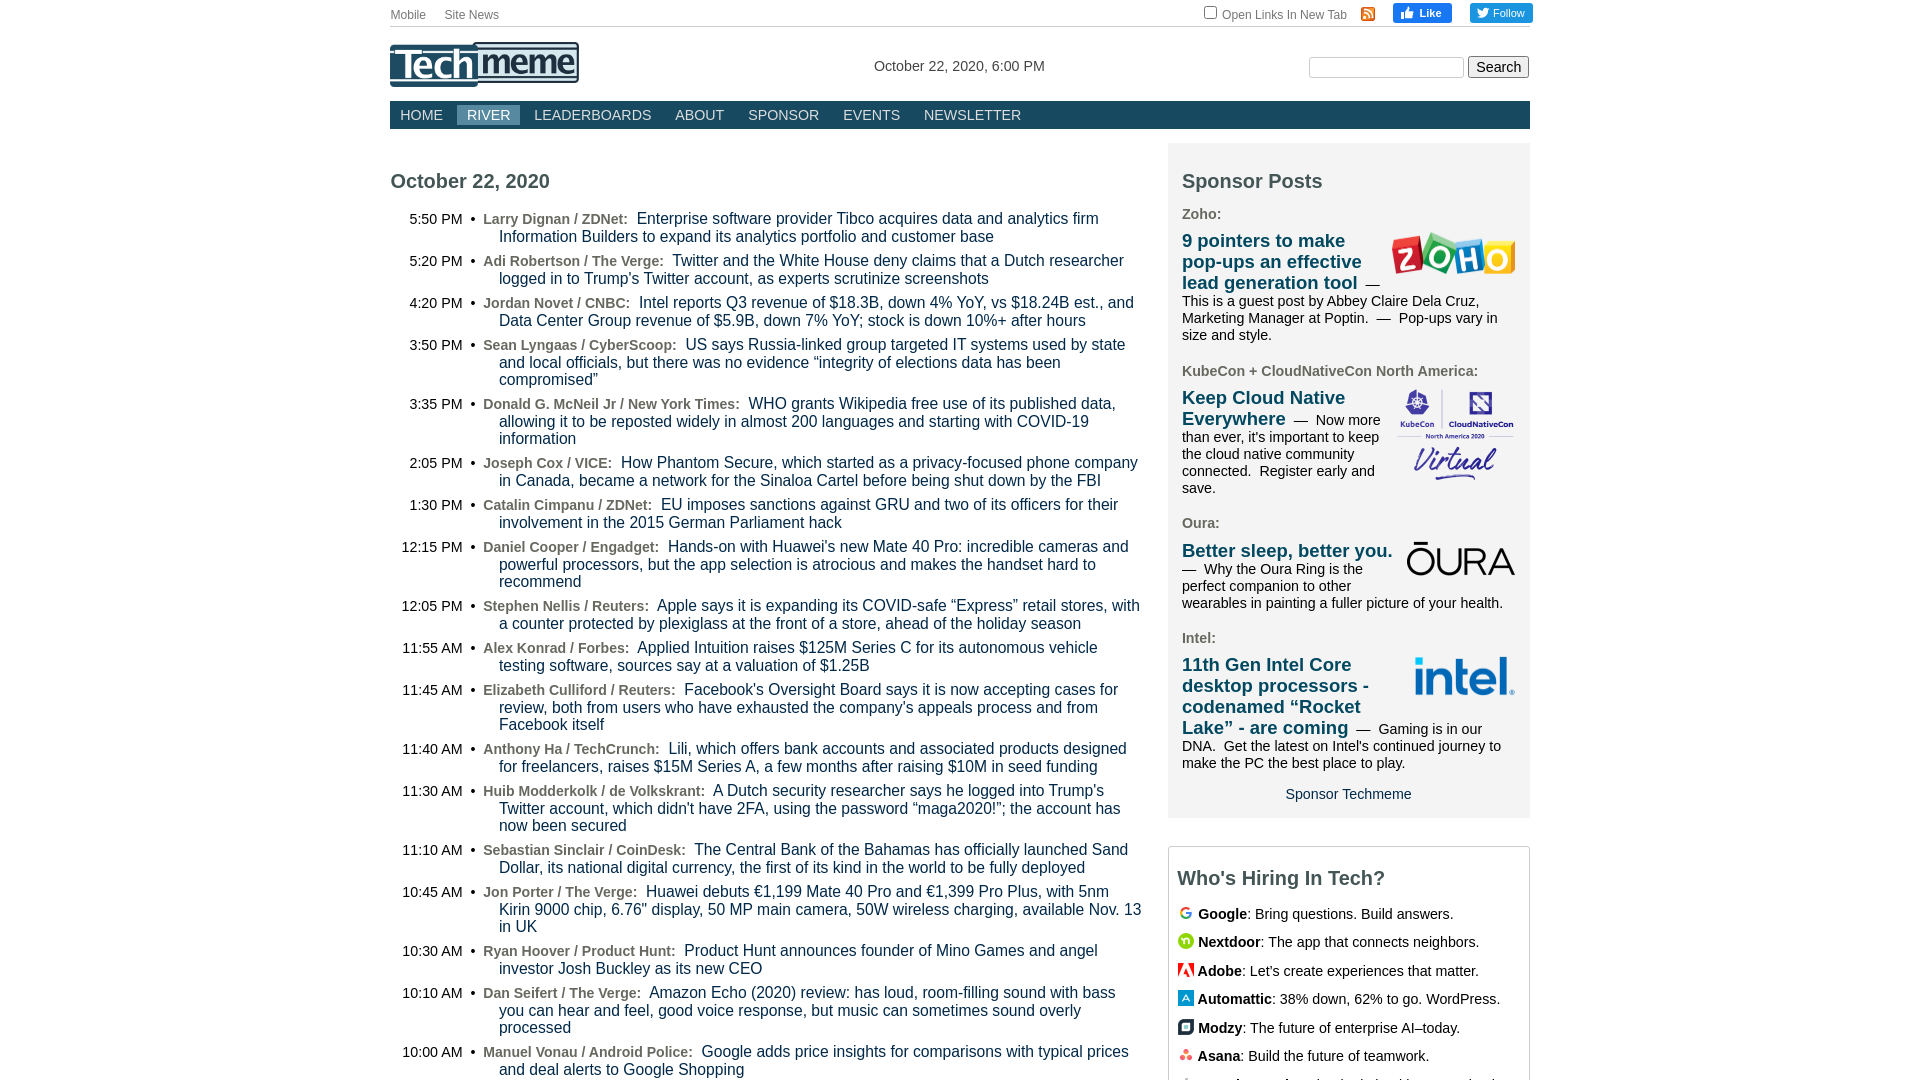 Mobile Site News
Open Links In New Tab Like Follow
Techmeme
October 22, 2020, 6:00 PM
Search
HOME RIVER LEADERBOARDS ABOUT SPONSOR EVENTS NEWSLETTER
October 22, 2020
5:50 PM • Larry Dignan / ZDNet: Enterprise software provider Tibco acquires data and analytics firm
Information Builders to expand its analytics portfolio and customer base
5:20 PM • Adi Robertson / The Verge: Twitter and the White House deny claims that a Dutch researcher
logged in to Trump's Twitter account, as experts scrutinize screenshots
4:20 PM • Jordan Novet / CNBC: Intel reports Q3 revenue of $18.3B, down 4% YoY, vs $18.24B est., and
Data Center Group revenue of $5.9B, down 7% YoY; stock is down 10%+ after hours
3:50 PM • Sean Lyngaas / CyberScoop: US says Russia-linked group targeted IT systems used by state
and local officials, but there was no evidence “integrity of elections data has been
compromised”
3:35 PM • Donald G. McNeil Jr / New York Times: WHO grants Wikipedia free use of its published data,
allowing it to be reposted widely in almost 200 languages and starting with COVID-19
information
2:05 PM • Joseph Cox / VICE: How Phantom Secure, which started as a privacy-focused phone company
in Canada, became a network for the Sinaloa Cartel before being shut down by the FBI
1:30 PM • Catalin Cimpanu / ZDNet: EU imposes sanctions against GRU and two of its officers for their
involvement in the 2015 German Parliament hack
12:15 PM • Daniel Cooper / Engadget: Hands-on with Huawei's new Mate 40 Pro: incredible cameras and
powerful processors, but the app selection is atrocious and makes the handset hard to
recommend
12:05 PM • Stephen Nellis / Reuters: Apple says it is expanding its COVID-safe “Express” retail stores, with
a counter protected by plexiglass at the front of a store, ahead of the holiday season
11:55 AM • Alex Konrad / Forbes: Applied Intuition raises $125M Series C for its autonomous vehicle
testing software, sources say at a valuation of $1.25B
11:45 AM • Elizabeth Culliford / Reuters: Facebook's Oversight Board says it is now accepting cases for
review, both from users who have exhausted the company's appeals process and from
Facebook itself
11:40 AM • Anthony Ha / TechCrunch: Lili, which offers bank accounts and associated products designed
for freelancers, raises $15M Series A, a few months after raising $10M in seed funding
11:30 AM • Huib Modderkolk / de Volkskrant: A Dutch security researcher says he logged into Trump's
Twitter account, which didn't have 2FA, using the password “maga2020!”; the account has
now been secured
11:10 AM • Sebastian Sinclair / CoinDesk: The Central Bank of the Bahamas has officially launched Sand
Dollar, its national digital currency, the first of its kind in the world to be fully deployed
10:45 AM • Jon Porter / The Verge: Huawei debuts €1,199 Mate 40 Pro and €1,399 Pro Plus, with 5nm
Kirin 9000 chip, 6.76" display, 50 MP main camera, 50W wireless charging, available Nov. 13
in UK
10:30 AM • Ryan Hoover / Product Hunt: Product Hunt announces founder of Mino Games and angel
investor Josh Buckley as its new CEO
10:10 AM • Dan Seifert / The Verge: Amazon Echo (2020) review: has loud, room-filling sound with bass
you can hear and feel, good voice response, but music can sometimes sound overly
processed
10:00 AM • Manuel Vonau / Android Police: Google adds price insights for comparisons with typical prices
and deal alerts to Google Shopping
Sponsor Posts
Zoho:
9 pointers to make
pop-ups an effective
lead generation tool —
ZOHO
This is a guest post by Abbey Claire Dela Cruz,
Marketing Manager at Poptin. — Pop-ups vary in
size and style.
KubeCon + CloudNativeCon North America:
Keep Cloud Native
Everywhere — Now more
than ever, it's important to keep
the cloud native community
connected. Register early and
save.
KubeCon CloudNativeCon
North America 2020
Virtual
Oura:
Better sleep, better you.
— Why the Oura Ring is the
perfect companion to other
wearables in painting a fuller picture of your health.
ŌURA
Intel:
11th Gen Intel Core
desktop processors -
codenamed “Rocket
Lake” - are coming — Gaming is in our
DNA. Get the latest on Intel's continued journey to
make the PC the best place to play.
intel®
Sponsor Techmeme
Who's Hiring In Tech?
Google: Bring questions. Build answers.
Nextdoor: The app that connects neighbors.
Adobe: Let’s create experiences that matter.
Automattic: 38% down, 62% to go. WordPress.
Modzy: The future of enterprise AI–today.
Asana: Build the future of teamwork.